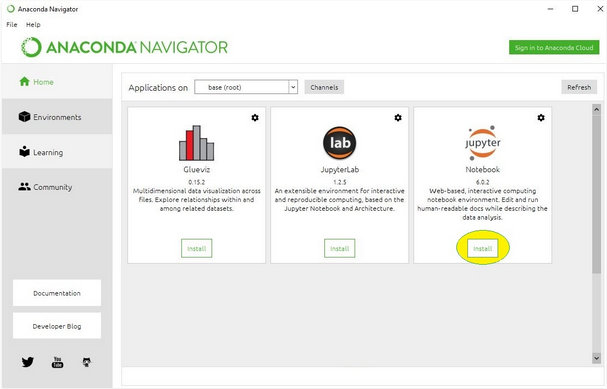 Anaconda Navigator
File Help
ANACONDA NAVIGATOR
Sign in to Anaconda Cloud
Home
Environments
Learning
Community
Documentation
Developer Blog
You
Tube
Applications on
base (root)
Channels
Refresh
Glueviz
0.15.2
Multidimensional data visualization across
files. Explore relationships within and
among related datasets.
Install
lab
JupyterLab
1.2.5
An extensible environment for interactive
and reproducible computing, based on the
Jupyter Notebook and Architecture.
Install
jupyter
Notebook
6.0.2
Web-based, interactive computing
notebook environment. Edit and run
human-readable docs while describing the
data analysis.
Install